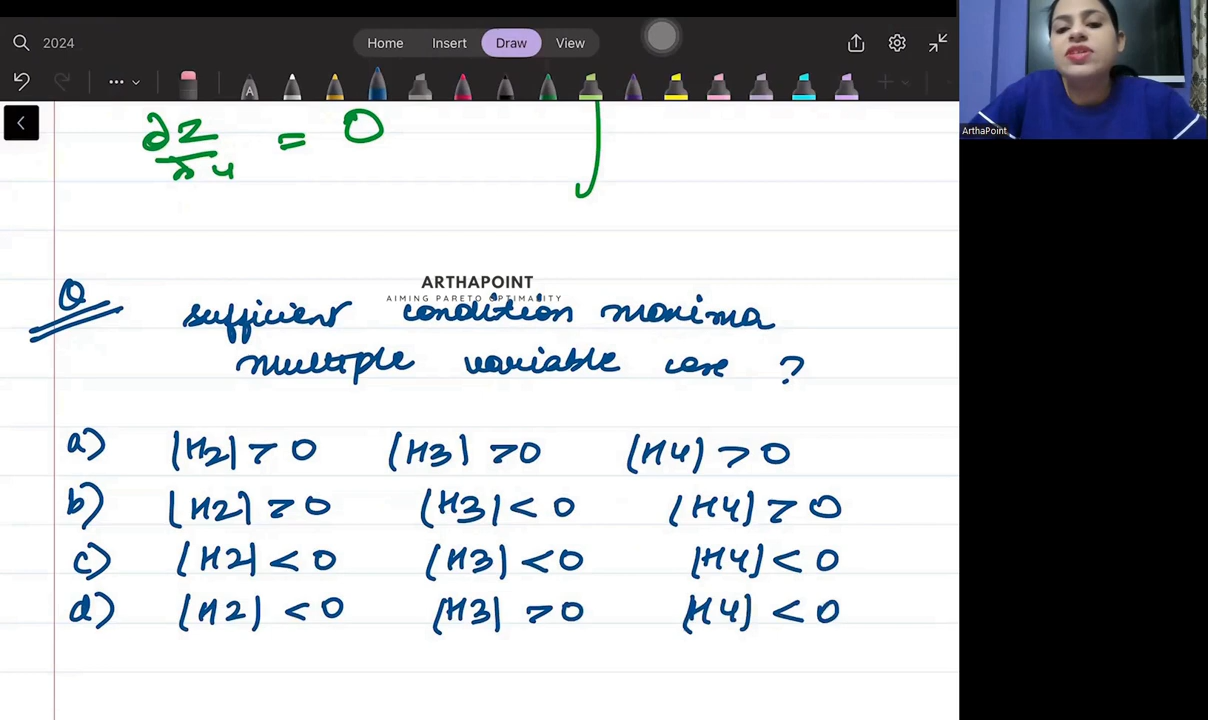 2024
Home Insert Draw View
A
∂z = 0
ARTHAPOINT
ARTHAPOINT
AIMING PARETO OPTIMALITY
Q sufficient condition maxima
multiple variable case ?
a) |H2| > 0 |H3| > 0 |H4| > 0
b) |H2| > 0 |H3| < 0 |H4| > 0
c) |H2| < 0 |H3| < 0 |H4| < 0
d) |H2| < 0 |H3| > 0 |H4| < 0